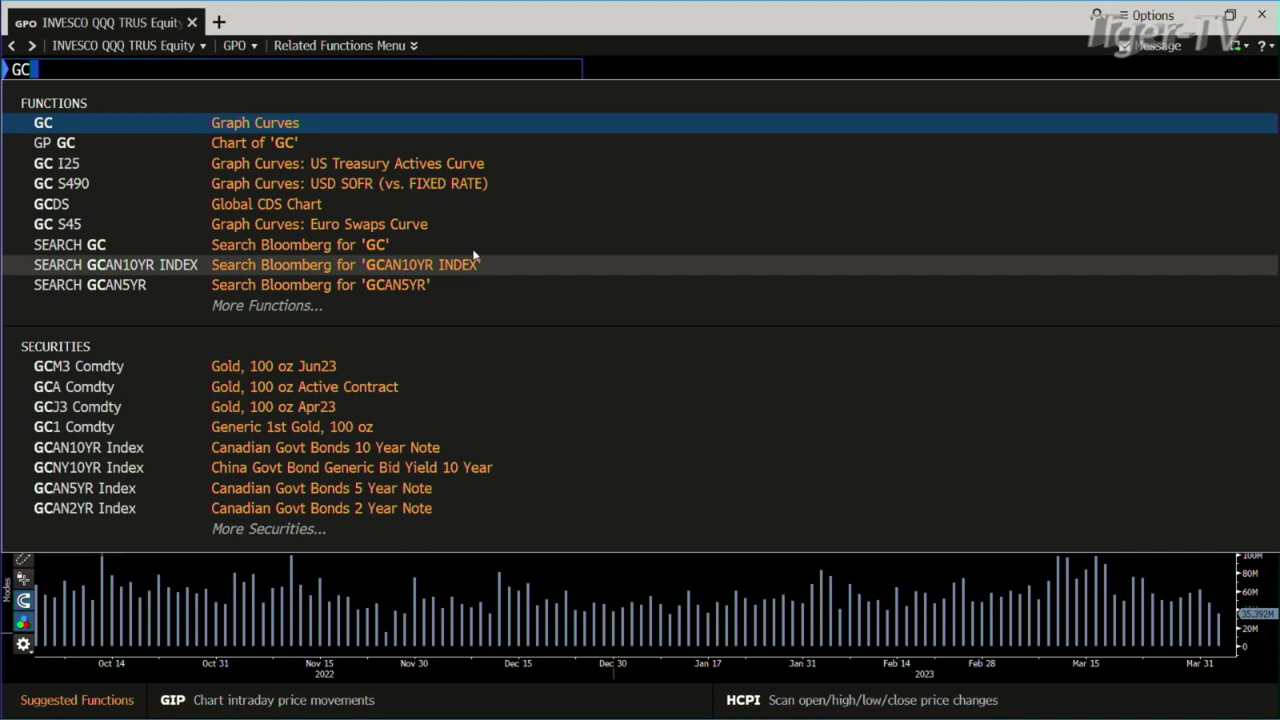 GPO INVESCO QQQ TRUS Equity
Options
Tiger-TV
INVESCO QQQ TRUS Equity GPO Related Functions Menu
Message
GC
FUNCTIONS
GC Graph Curves
GP GC Chart of 'GC'
GC I25 Graph Curves: US Treasury Actives Curve
GC S490 Graph Curves: USD SOFR (vs. FIXED RATE)
GCDS Global CDS Chart
GC S45 Graph Curves: Euro Swaps Curve
SEARCH GC Search Bloomberg for 'GC'
SEARCH GCAN10YR INDEX Search Bloomberg for 'GCAN10YR INDEX'
SEARCH GCAN5YR Search Bloomberg for 'GCAN5YR'
More Functions...
SECURITIES
GCM3 Comdty Gold, 100 oz Jun23
GCA Comdty Gold, 100 oz Active Contract
GCJ3 Comdty Gold, 100 oz Apr23
GC1 Comdty Generic 1st Gold, 100 oz
GCAN10YR Index Canadian Govt Bonds 10 Year Note
GCNY10YR Index China Govt Bond Generic Bid Yield 10 Year
GCAN5YR Index Canadian Govt Bonds 5 Year Note
GCAN2YR Index Canadian Govt Bonds 2 Year Note
More Securities...
100M
80M
60M
35.392M
20M
0
Modes
Oct 14 Oct 31 Nov 15 Nov 30 Dec 15 Dec 30 Jan 17 Jan 31 Feb 14 Feb 28 Mar 15 Mar 31
2022 2023
Suggested Functions GIP Chart intraday price movements HCPI Scan open/high/low/close price changes